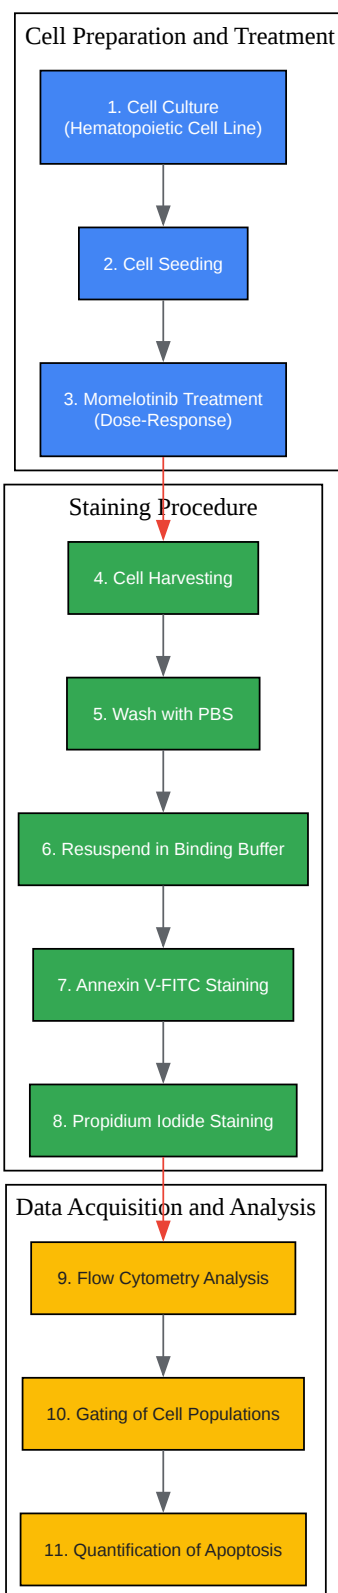 Cell Preparation and Treatment
1. Cell Culture
(Hematopoietic Cell Line)
2. Cell Seeding
3. Momelotinib Treatment
(Dose-Response)
Staining Procedure
4. Cell Harvesting
5. Wash with PBS
6. Resuspend in Binding Buffer
7. Annexin V-FITC Staining
8. Propidium Iodide Staining
Data Acquisition and Analysis
9. Flow Cytometry Analysis
10. Gating of Cell Populations
11. Quantification of Apoptosis